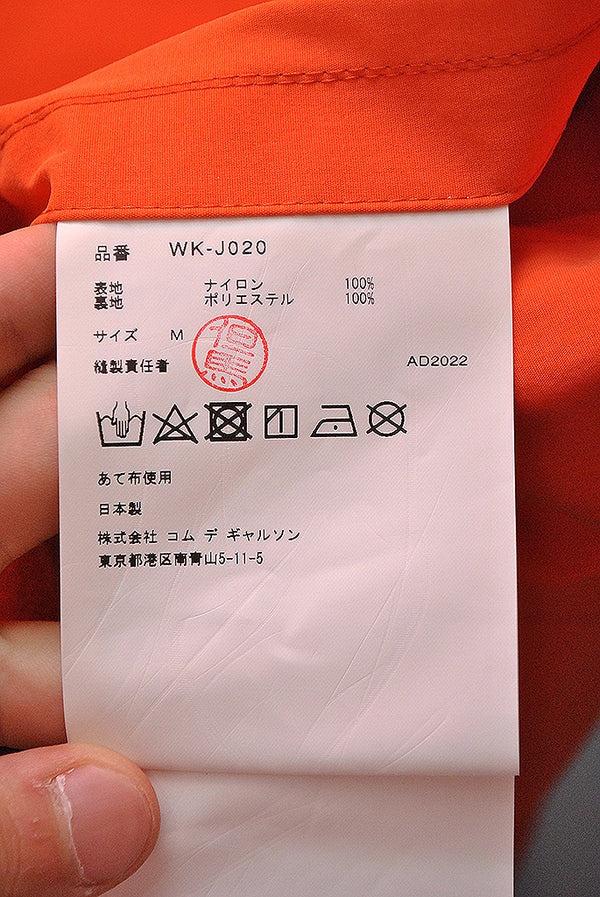 品番 WK-J020
表地 ナイロン 100%
裏地 ポリエステル 100%
サイズ M
縫製責任者 AD2022
あて布使用
日本製
株式会社 コム デ ギャルソン
東京都港区南青山5-11-5